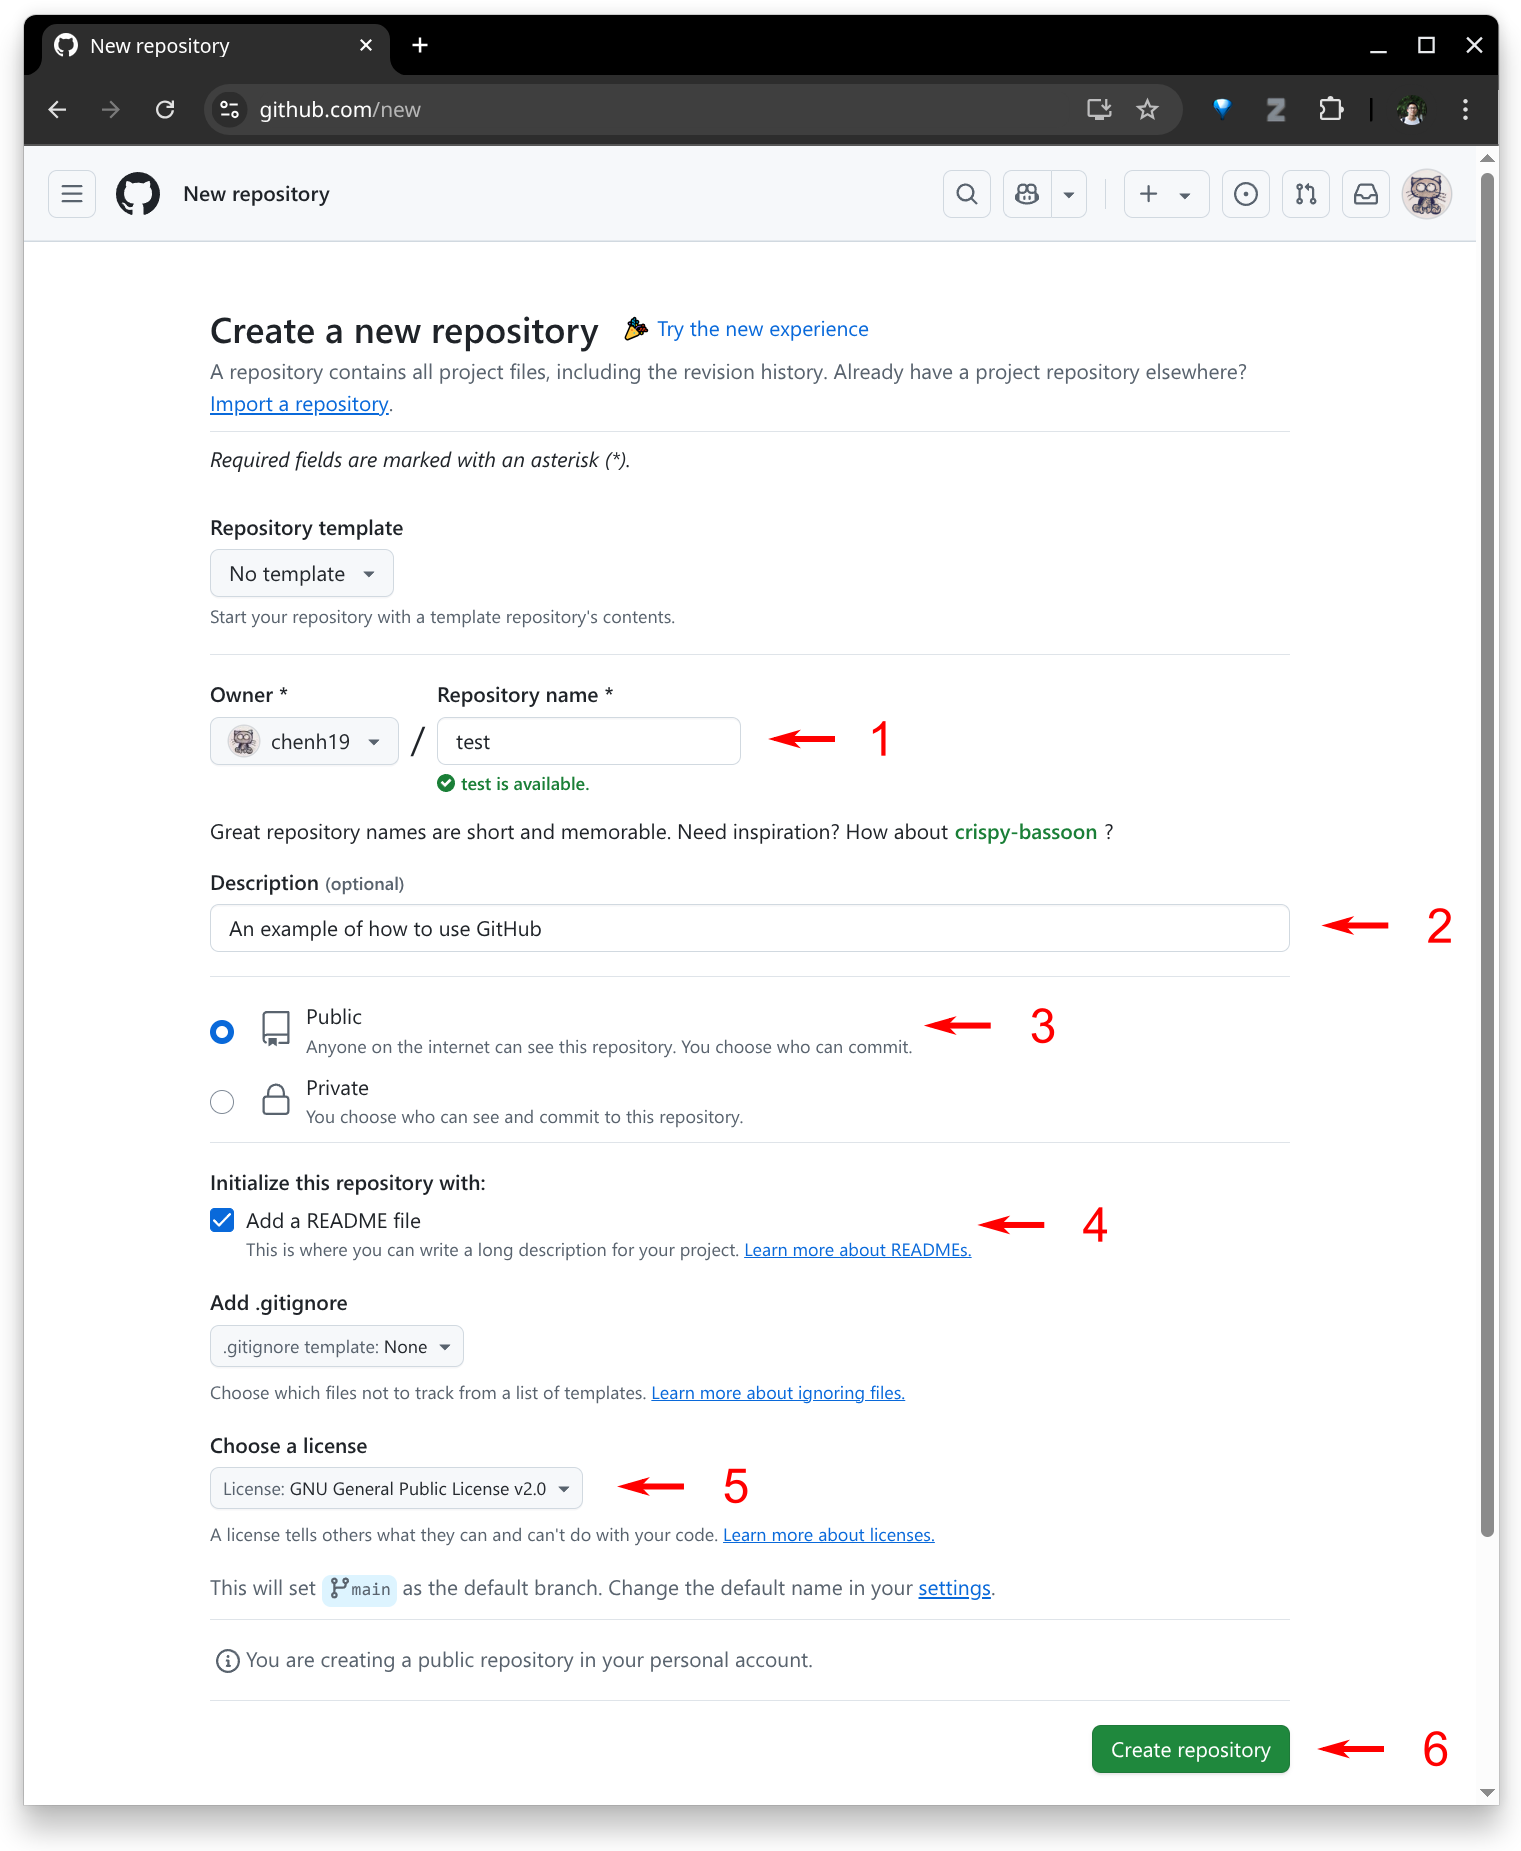 New repository
github.com/new
New repository
Create a new repository Try the new experience
A repository contains all project files, including the revision history. Already have a project repository elsewhere?
Import a repository.
Required fields are marked with an asterisk (*).
Repository template
No template
Start your repository with a template repository's contents.
Owner * Repository name *
chenh19 / test 1
test is available.
Great repository names are short and memorable. Need inspiration? How about crispy-bassoon ?
Description (optional)
An example of how to use GitHub 2
Public
Anyone on the internet can see this repository. You choose who can commit. 3
Private
You choose who can see and commit to this repository.
Initialize this repository with:
Add a README file 4
This is where you can write a long description for your project. Learn more about READMEs.
Add .gitignore
.gitignore template: None
Choose which files not to track from a list of templates. Learn more about ignoring files.
Choose a license
License: GNU General Public License v2.0 5
A license tells others what they can and can't do with your code. Learn more about licenses.
This will set main as the default branch. Change the default name in your settings.
You are creating a public repository in your personal account.
Create repository 6